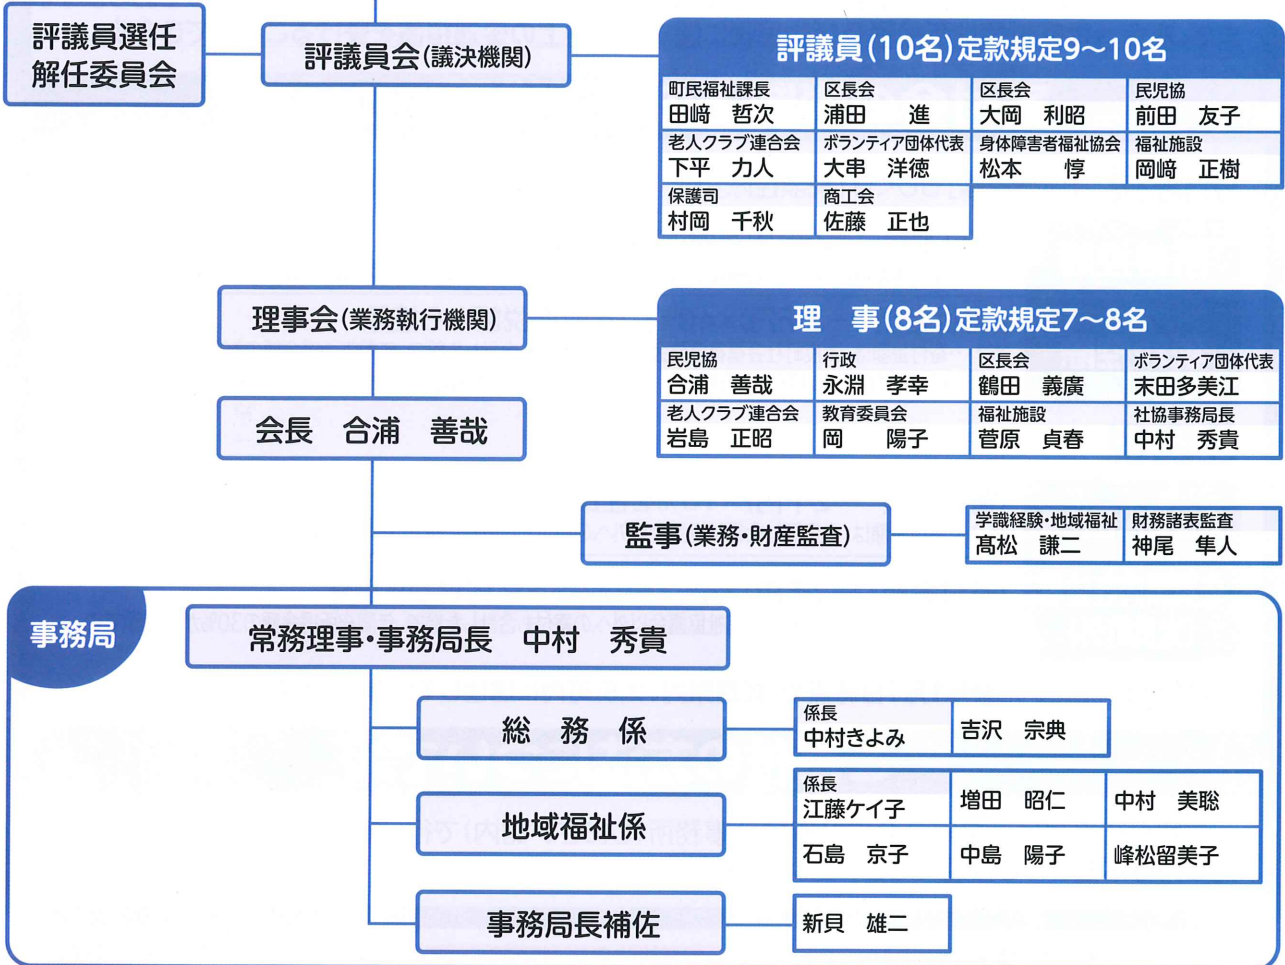 評議員選任
解任委員会
評議員会(議決機関)
評議員(10名)定款規定9～10名
町民福祉課長
田﨑 哲次
区長会
浦田 進
区長会
大岡 利昭
民児協
前田 友子
老人クラブ連合会
下平 力人
ボランティア団体代表
大串 洋徳
身体障害者福祉協会
松本 惇
福祉施設
岡﨑 正樹
保護司
村岡 千秋
商工会
佐藤 正也
理事会(業務執行機関)
理 事(8名)定款規定7～8名
民児協
合浦 善哉
行政
永淵 孝幸
区長会
鶴田 義廣
ボランティア団体代表
末田多美江
老人クラブ連合会
岩島 正昭
教育委員会
岡 陽子
福祉施設
菅原 貞春
社協事務局長
中村 秀貴
会長 合浦 善哉
監事(業務・財産監査)
学識経験・地域福祉
髙松 謙二
財務諸表監査
神尾 隼人
事務局
常務理事・事務局長 中村 秀貴
総 務 係
係長
中村きよみ
吉沢 宗典
地域福祉係
係長
江藤ケイ子
増田 昭仁
中村 美聡
石島 京子
中島 陽子
峰松留美子
事務局長補佐
新貝 雄二